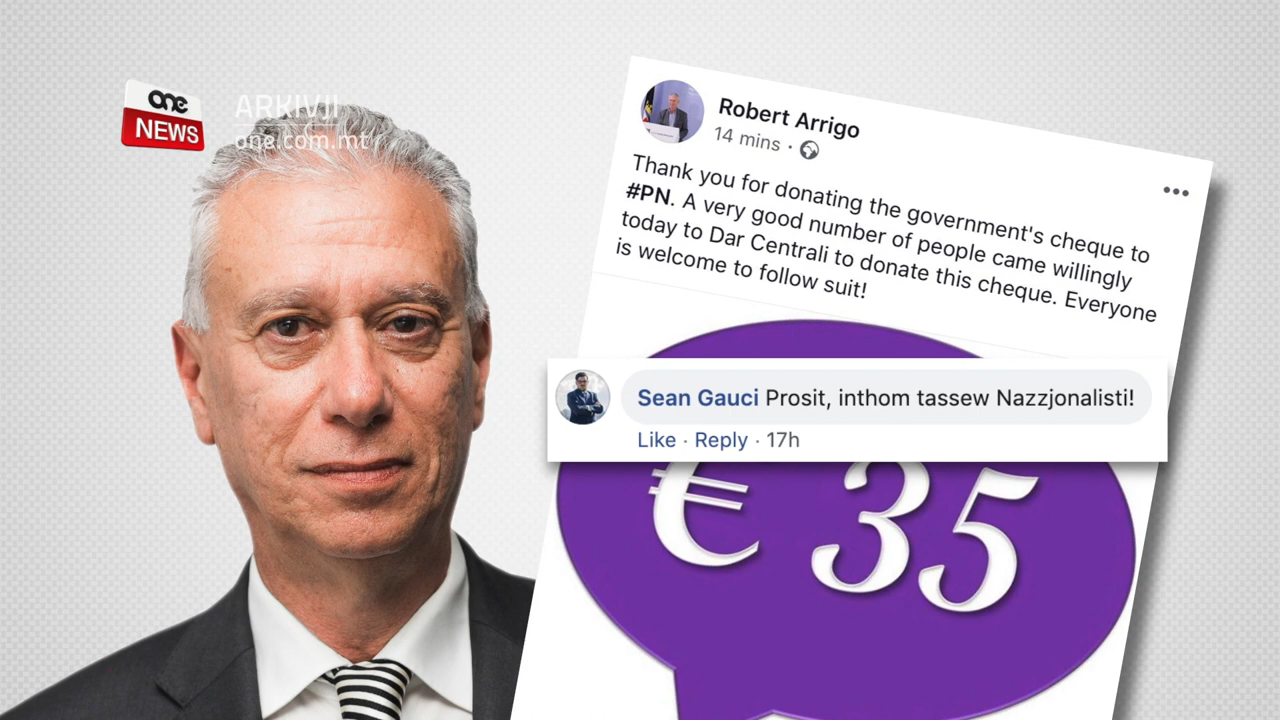 one
NEWS
ARKIVJI
one.com.mt
Robert Arrigo
14 mins ·
Thank you for donating the government's cheque to
#PN. A very good number of people came willingly
today to Dar Centrali to donate this cheque. Everyone
is welcome to follow suit!
Sean Gauci Prosit, inthom tassew Nazzjonalisti!
Like · Reply · 17h
€ 35